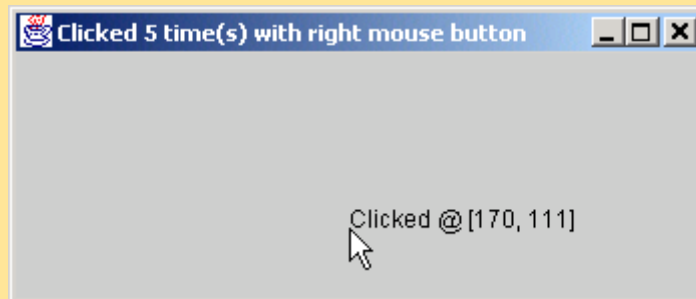 Clicked 5 time(s) with right mouse button
Clicked @ [170, 111]